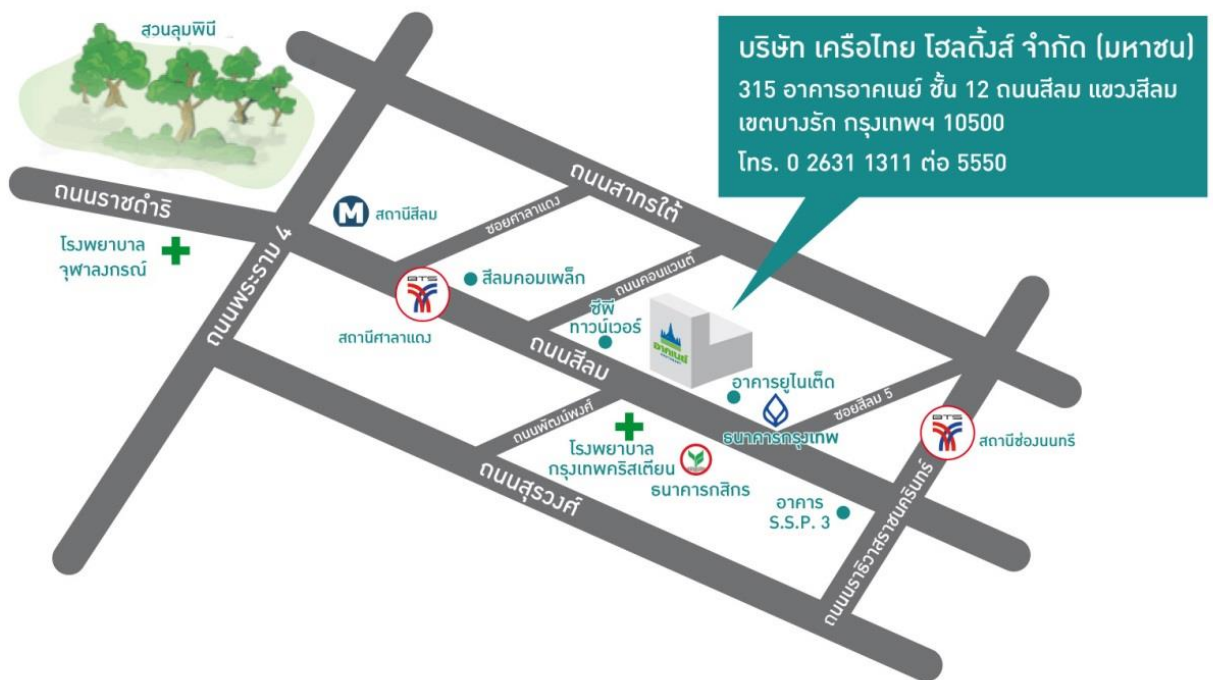 สวนลุมพินี
บริษัท เครือไทย โฮลดิ้งส์ จำกัด (มหาชน)
315 อาคารอาคเนย์ ชั้น 12 ถนนสีลม แขวงสีลม
เขตบางรัก กรุงเทพฯ 10500
โทร. 0 2631 1311 ต่อ 5550
ถนนราชดำริ
โรงพยาบาล
จุฬาลงกรณ์
ถนนพระราม 4
M สถานีสีลม
ซอยศาลาแดง
ถนนสาทรใต้
BTS
สถานีศาลาแดง
สีลมคอมเพล็ก
ถนนคอนแวนต์
ซีพี
ทาวน์เวอร์
อาคเนย์
ถนนสีลม
อาคารยูไนเต็ด
ธนาคารกรุงเทพ
ซอยสีลม 5
BTS
สถานีช่องนนทรี
ถนนพัฒน์พงศ์
โรงพยาบาล
กรุงเทพคริสเตียน
ธนาคารกสิกร
ถนนสุรวงศ์
อาคาร
S.S.P. 3
ถนนนราธิวาสราชนครินทร์